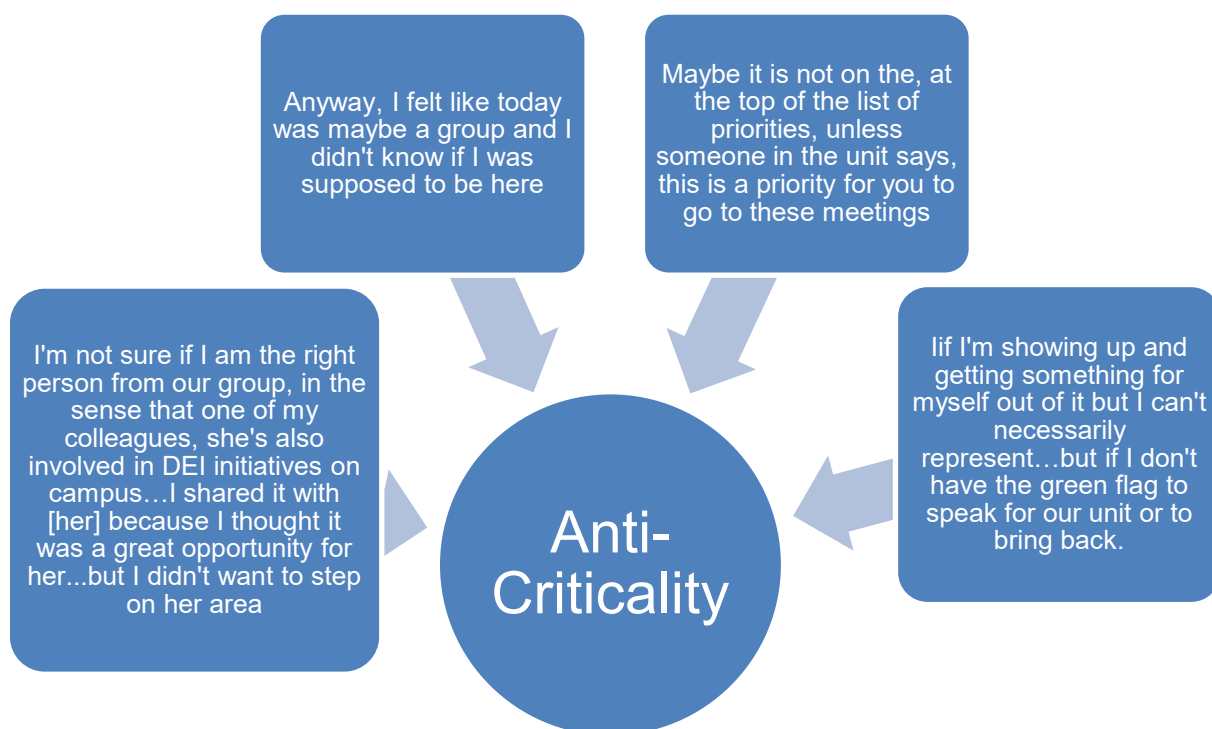 Anyway, I felt like today
was maybe a group and I
didn't know if I was
supposed to be here
Maybe it is not on the, at
the top of the list of
priorities, unless
someone in the unit says,
this is a priority for you to
go to these meetings
I'm not sure if I am the right
person from our group, in the
sense that one of my
colleagues, she's also
involved in DEI initiatives on
campus…I shared it with
[her] because I thought it
was a great opportunity for
her...but I didn't want to step
on her area
Iif I'm showing up and
getting something for
myself out of it but I can't
necessarily
represent…but if I don't
have the green flag to
speak for our unit or to
bring back.
Anti-
Criticality